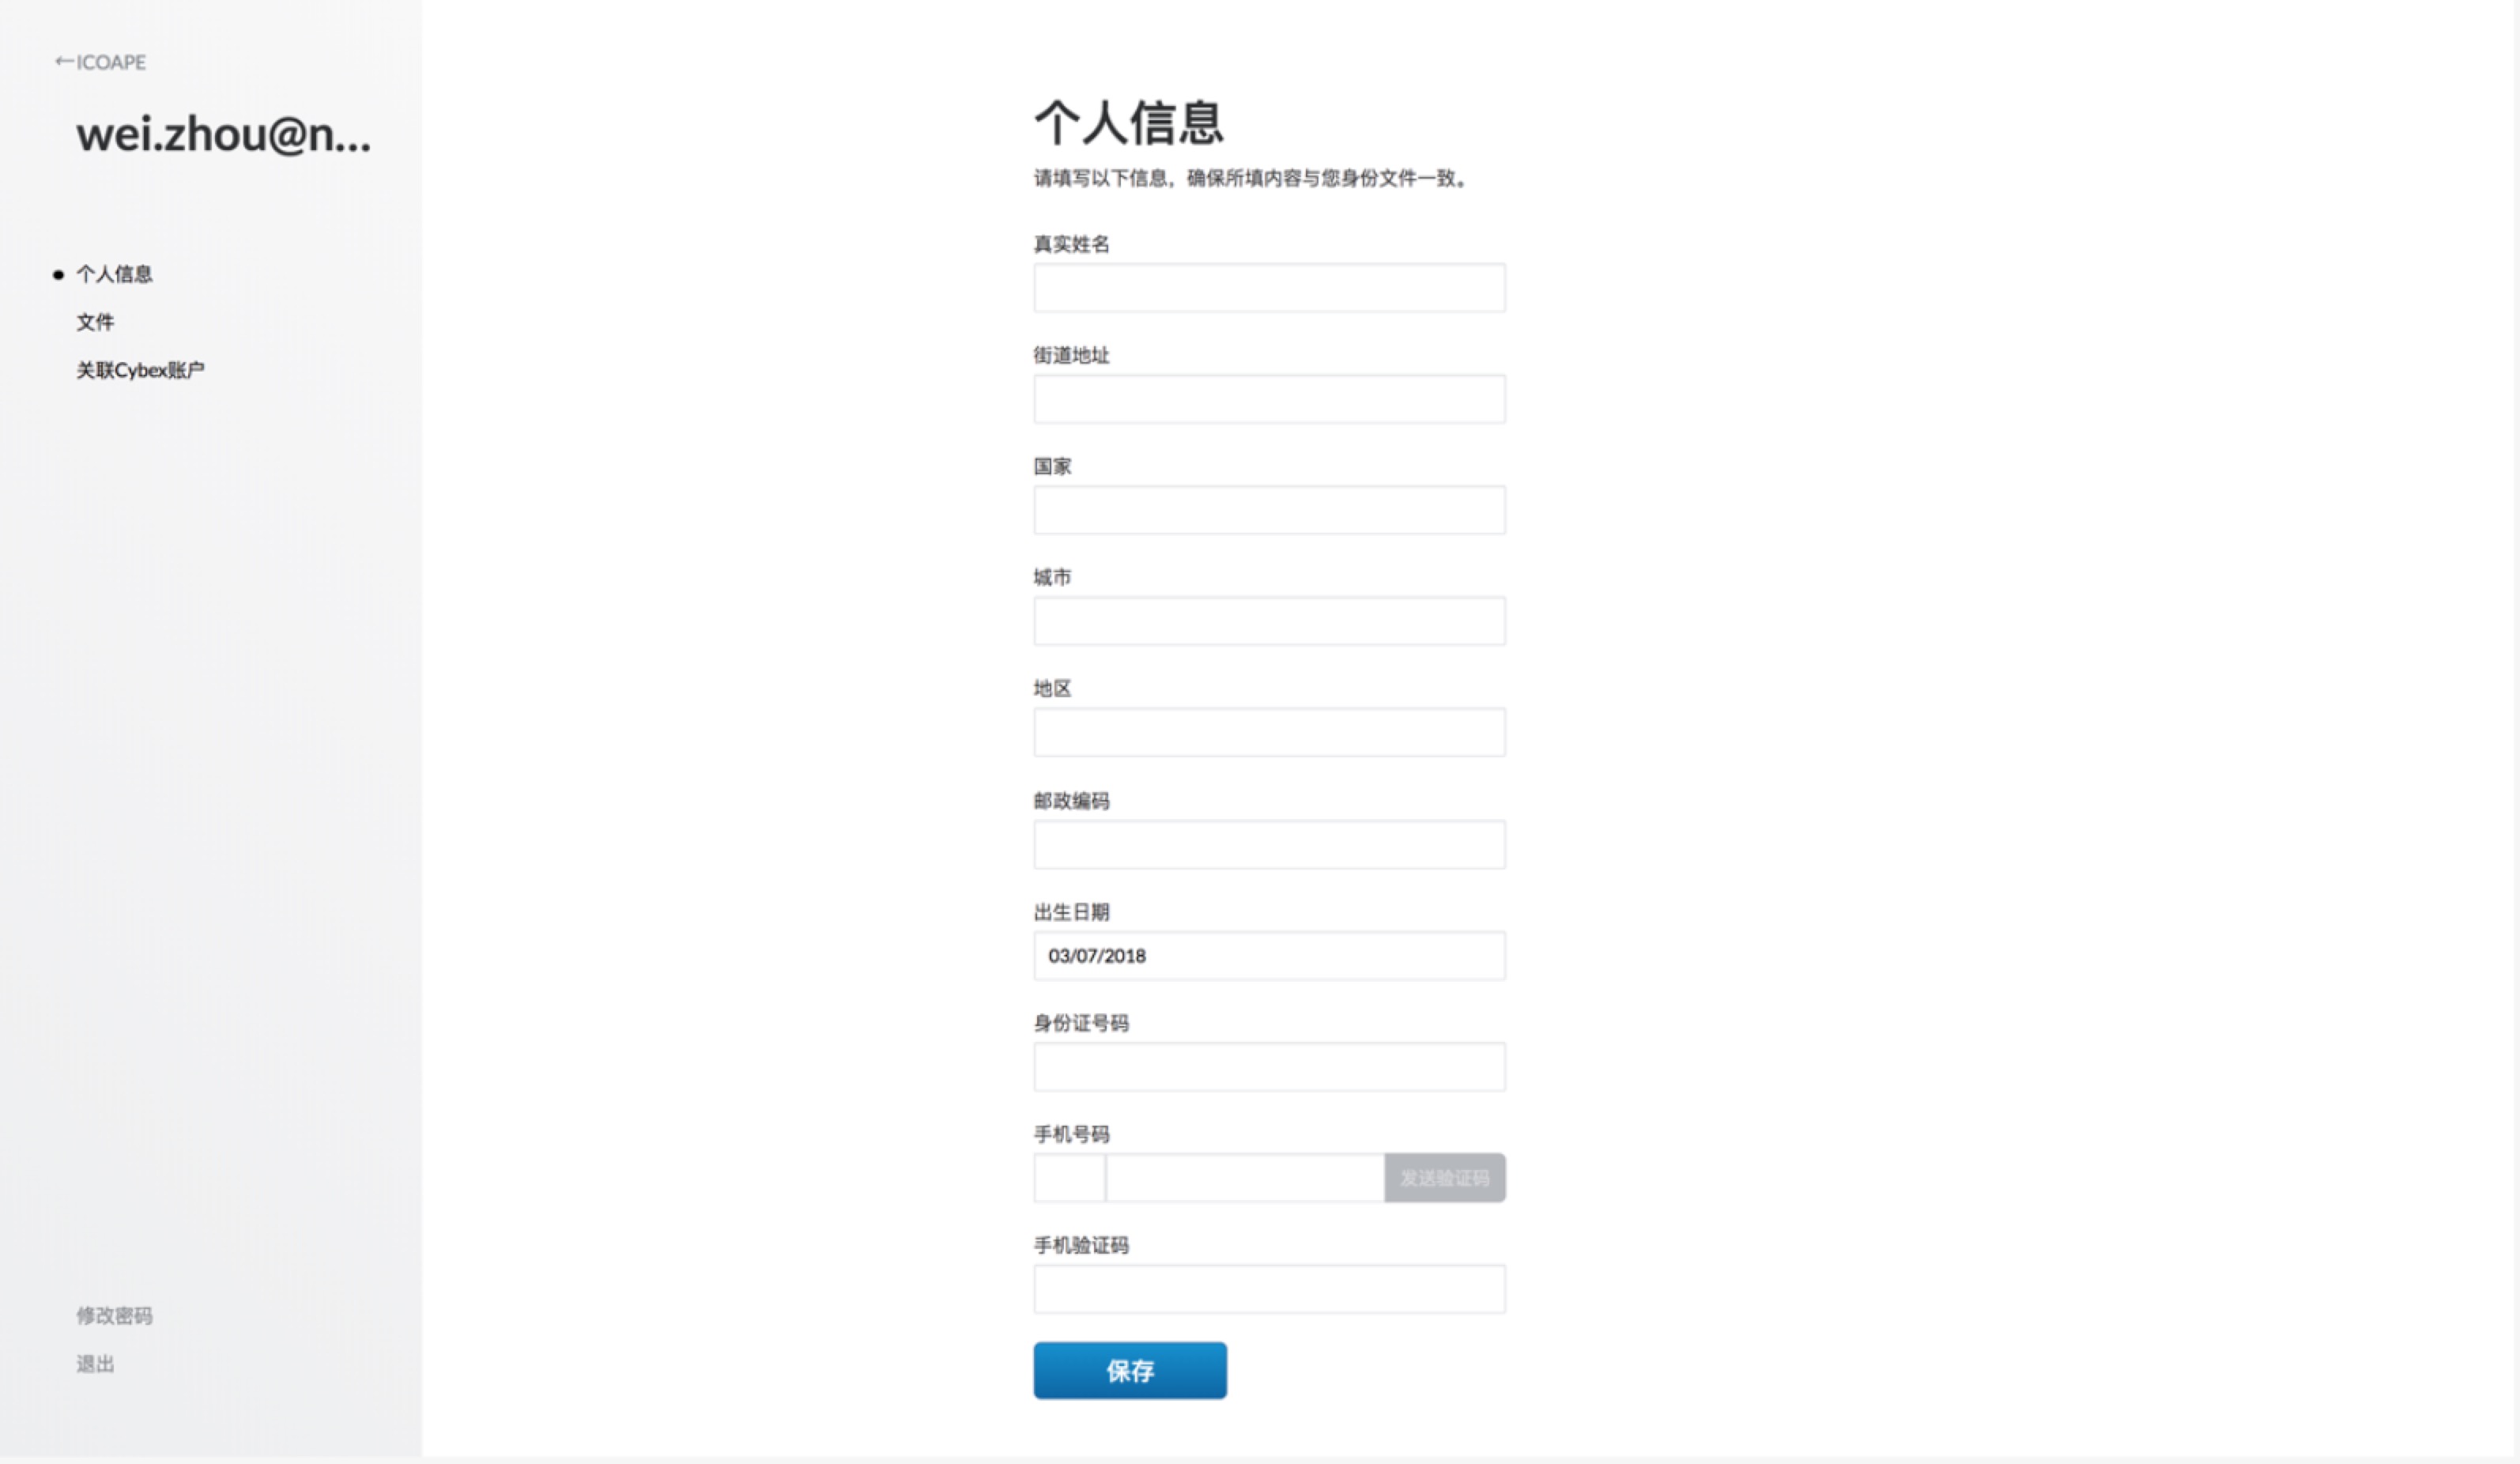 ←ICOAPE
wei.zhou@n...
个人信息
文件
关联Cybex账户
修改密码
退出
个人信息
请填写以下信息，确保所填内容与您身份文件一致。
真实姓名
街道地址
国家
城市
地区
邮政编码
出生日期
03/07/2018
身份证号码
手机号码
发送验证码
手机验证码
保存